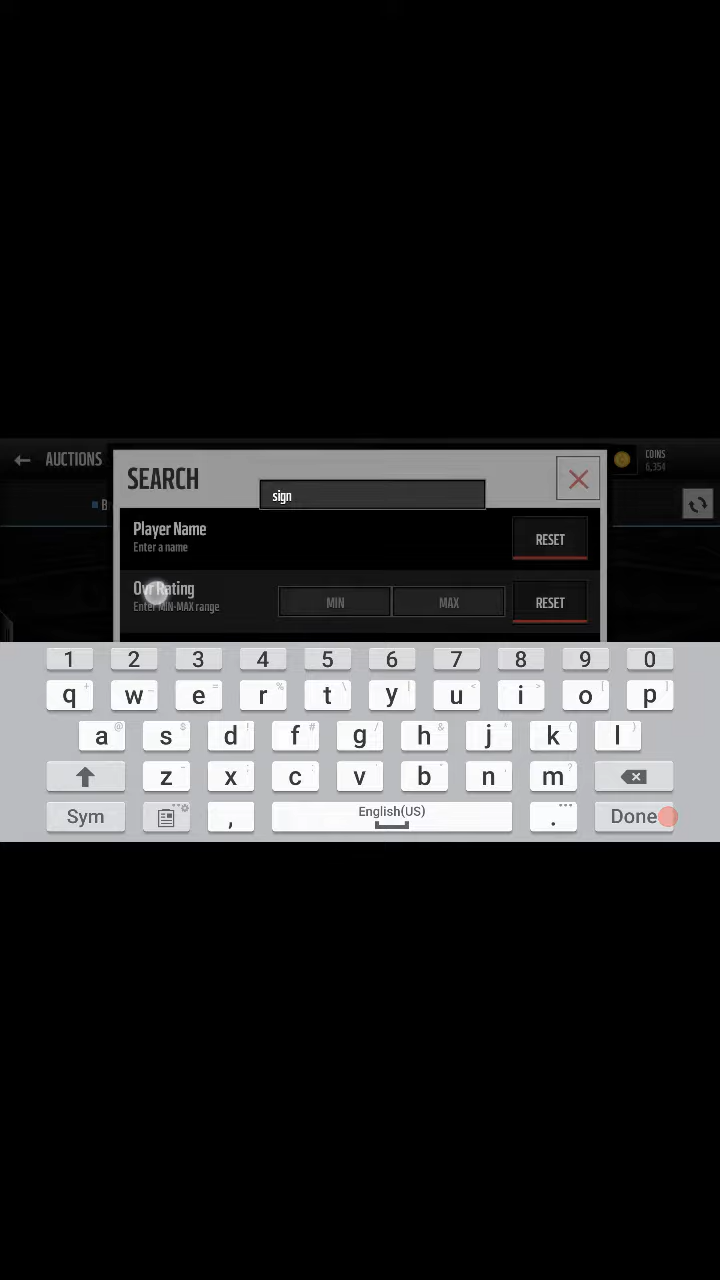 AUCTIONS
SEARCH
COINS
6,354
B
sign
Player Name
Enter a name
RESET
Ovr Rating
Enter MIN-MAX range
MIN
MAX
RESET
1 2 3 4 5 6 7 8 9 0
q w e r t y u i o p
a s d f g h j k l
z x c v b n m
Sym , English(US) . Done